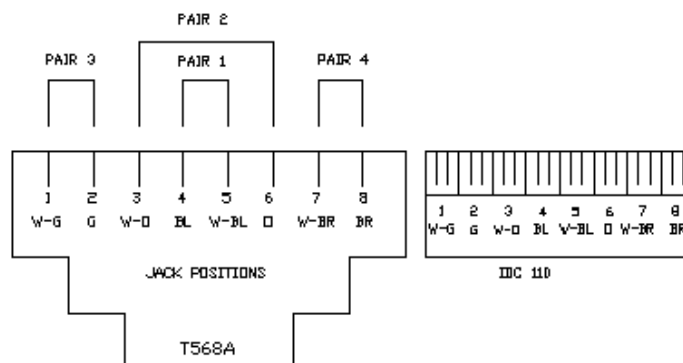 PAIR 2
PAIR 3 PAIR 1 PAIR 4
1 2 3 4 5 6 7 8
W-G G W-O BL W-BL O W-BR BR
JACK POSITIONS
T568A
1 2 3 4 5 6 7 8
W-G G W-O BL W-BL O W-BR BR
IDC 110